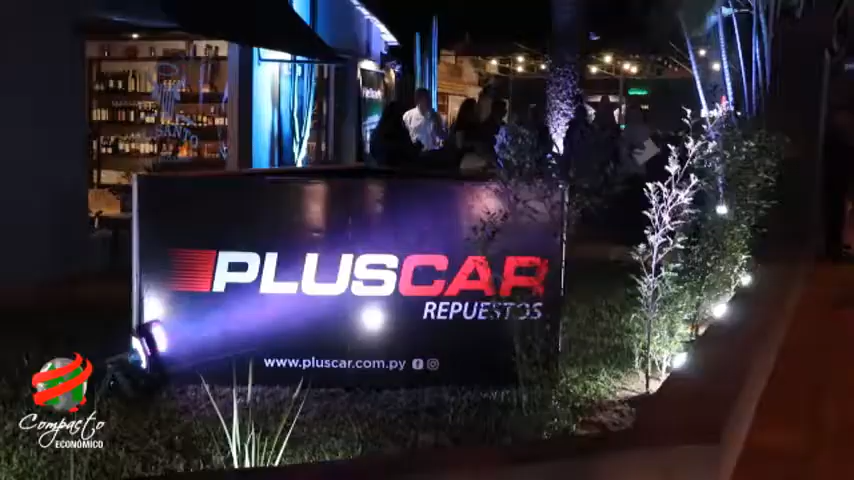 SANTO
PLUSCAR
REPUESTOS
www.pluscar.com.py
Compacto
ECONÓMICO